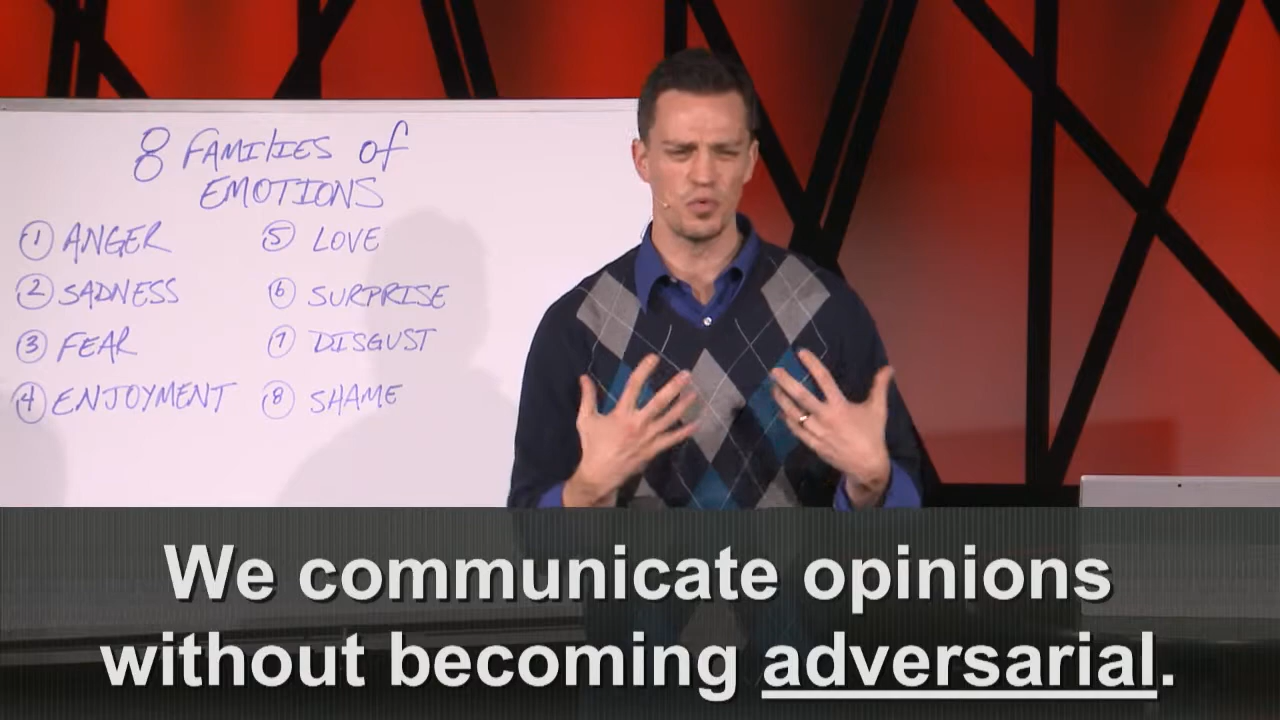 8 FAMILIES of
EMOTIONS
1 ANGER
2 SADNESS
3 FEAR
4 ENJOYMENT
5 LOVE
6 SURPRISE
7 DISGUST
8 SHAME
We communicate opinions
without becoming adversarial.